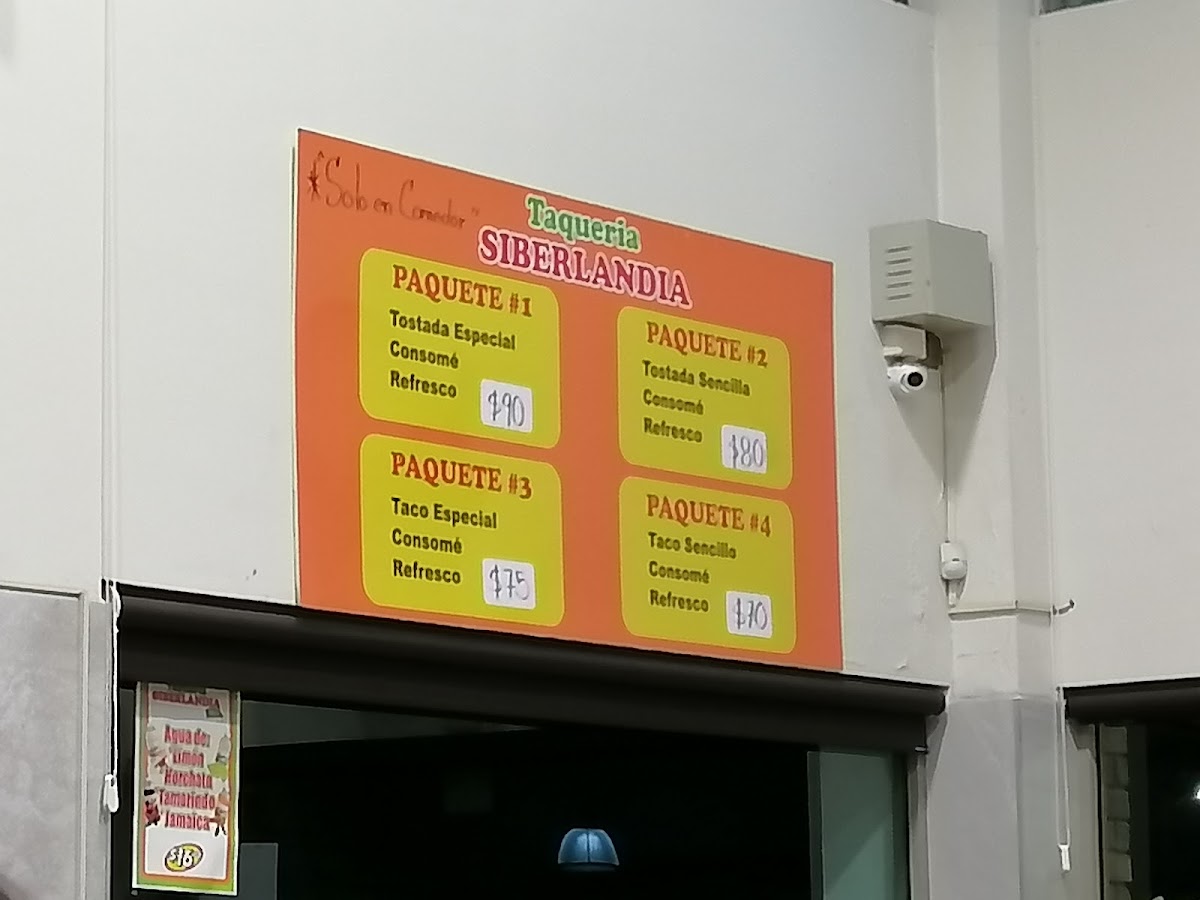 "Solo en Comedor"
Taqueria
SIBERLANDIA
PAQUETE #1
Tostada Especial
Consomé
Refresco
$90
PAQUETE #2
Tostada Sencilla
Consomé
Refresco
$80
PAQUETE #3
Taco Especial
Consomé
Refresco
$75
PAQUETE #4
Taco Sencillo
Consomé
Refresco
$70
SIBERLANDIA
Agua de:
Limón
Horchata
Tamarindo
Jamaica
$16